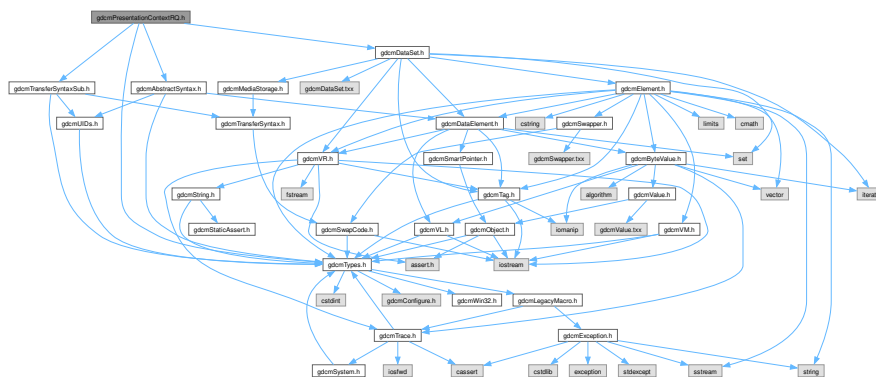 gdcmPresentationContextRQ.h
gdcmDataSet.h
gdcmTransferSyntaxSub.h
gdcmAbstractSyntax.h
gdcmMediaStorage.h
gdcmDataSet.txx
gdcmElement.h
gdcmUIDs.h
gdcmTransferSyntax.h
gdcmDataElement.h
cstring
gdcmSwapper.h
limits
cmath
gdcmVR.h
gdcmSmartPointer.h
gdcmSwapper.txx
gdcmByteValue.h
set
gdcmString.h
fstream
gdcmTag.h
algorithm
gdcmValue.h
vector
iterat
gdcmStaticAssert.h
gdcmSwapCode.h
gdcmVL.h
gdcmObject.h
iomanip
gdcmValue.txx
gdcmVM.h
gdcmTypes.h
assert.h
iostream
cstdint
gdcmConfigure.h
gdcmWin32.h
gdcmLegacyMacro.h
gdcmTrace.h
gdcmException.h
gdcmSystem.h
iosfwd
cassert
cstdlib
exception
stdexcept
sstream
string